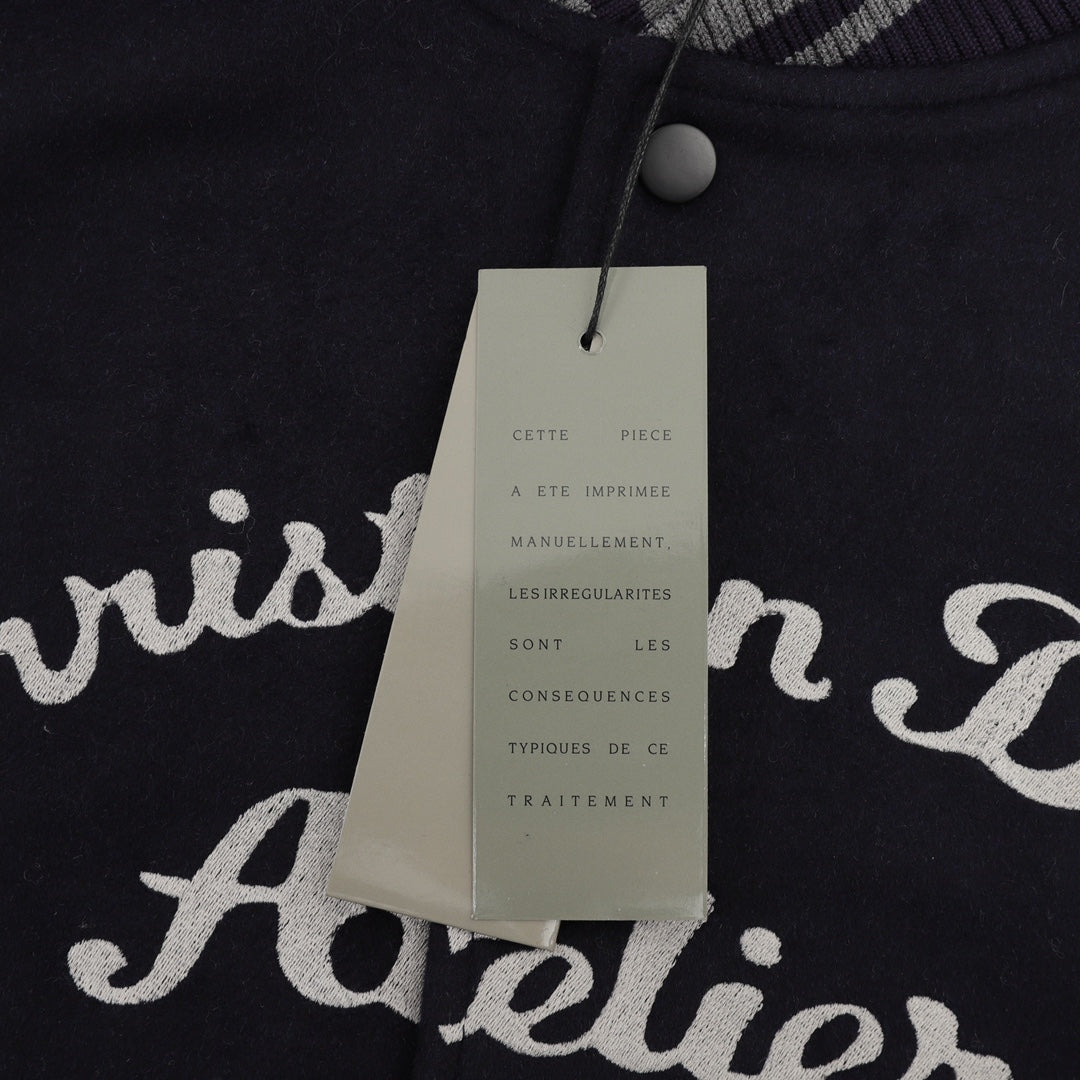 CETTE PIECE
A ETE IMPRIMEE
MANUELLEMENT,
LES IRREGULARITES
SONT LES
CONSEQUENCES
TYPIQUES DE CE
TRAITEMENT
Atelier